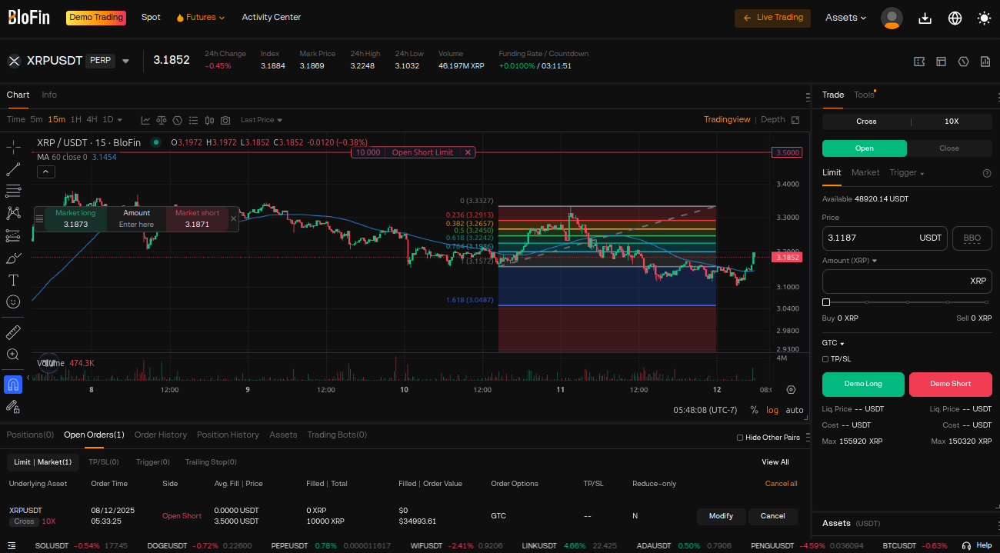 BloFin Demo Trading Spot Futures Activity Center Live Trading Assets
XRPUSDT PERP 3.1852
24h Change Index Mark Price 24h High 24h Low Volume Funding Rate / Countdown
-0.45% 3.1884 3.1869 3.2248 3.1032 46.197M XRP +0.0100% / 03:11:51
Chart Info
Time 5m 15m 1H 4H 1D Last Price Tradingview | Depth
XRP / USDT · 15 · BloFin O3.1972 H3.1972 L3.1852 C3.1852 -0.0120 (-0.38%)
MA 60 close 0 3.1454
10 000 Open Short Limit ✕
3.5000
3.4000
3.3000
3.1852
3.1000
3.0400
2.9800
2.9300
4M
Market long Amount Market short
3.1873 Enter here 3.1871
0 (3.3327)
0.236 (3.2913)
0.382 (3.2657)
0.5 (3.2450)
0.618 (3.2242)
0.764 (3.1986)
1 (3.1572)
1.618 (3.0487)
Volume 474.3K
8 12:00 9 12:00 10 12:00 11 12:00 12 08:0
05:48:08 (UTC-7) % log auto
Trade Tools
Cross | 10X
Open Close
Limit Market Trigger
Available 48920.14 USDT
Price
3.1187 USDT BBO
Amount (XRP)
XRP
Buy 0 XRP Sell 0 XRP
GTC
TP/SL
Demo Long Demo Short
Liq. Price -- USDT Liq. Price -- USDT
Cost -- USDT Cost -- USDT
Max 155920 XRP Max 150320 XRP
Assets (USDT)
Positions(0) Open Orders(1) Order History Position History Assets Trading Bots(0) Hide Other Pairs
Limit | Market(1) TP/SL(0) Trigger(0) Trailing Stop(0) View All
Underlying Asset Order Time Side Avg. Fill | Price Filled | Total Filled | Order Value Order Options TP/SL Reduce-only Cancel all
XRPUSDT 08/12/2025 Open Short 0.0000 USDT 0 XRP $0 GTC -- N Modify Cancel
Cross 10X 05:33:25 3.5000 USDT 10000 XRP $34993.61
SOLUSDT -0.54% 177.45 DOGEUSDT -0.72% 0.22600 PEPEUSDT 0.78% 0.000011617 WIFUSDT -2.41% 0.9206 LINKUSDT 4.66% 22.425 ADAUSDT 0.50% 0.7906 PENGUUSDT -4.59% 0.036094 BTCUSDT -0.63% Help